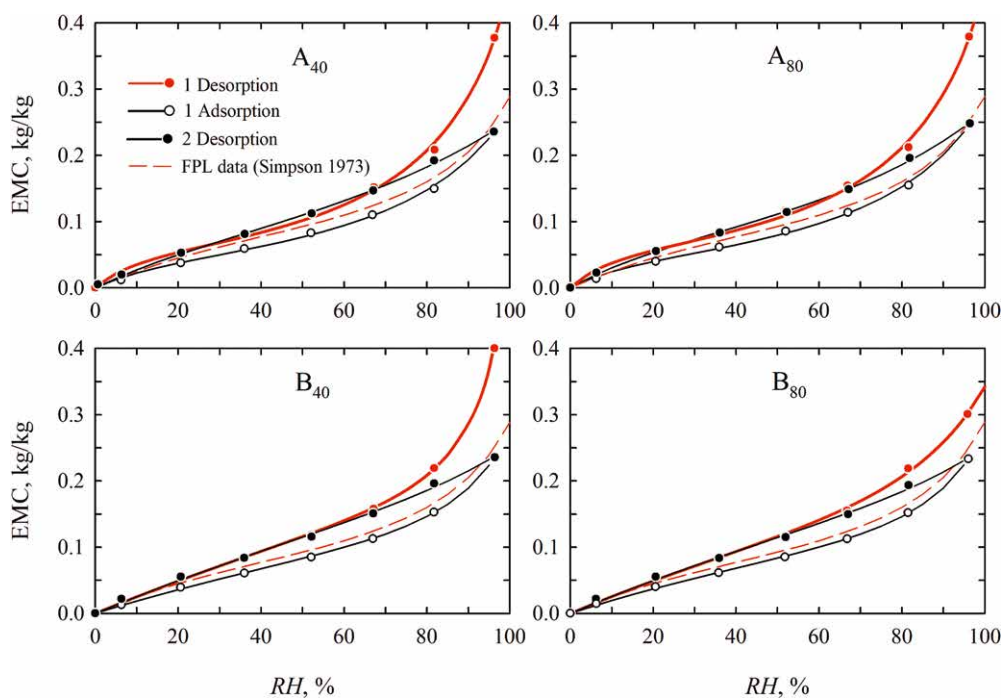 A40
A80
EMC, kg/kg
0.4
0.3
0.2
0.1
0.0
1 Desorption
1 Adsorption
2 Desorption
FPL data (Simpson 1973)
0 20 40 60 80 100
0.4
0.3
0.2
0.1
0.0
0 20 40 60 80 100
B40
B80
EMC, kg/kg
0.4
0.3
0.2
0.1
0.0
0 20 40 60 80 100
RH, %
0.4
0.3
0.2
0.1
0.0
0 20 40 60 80 100
RH, %